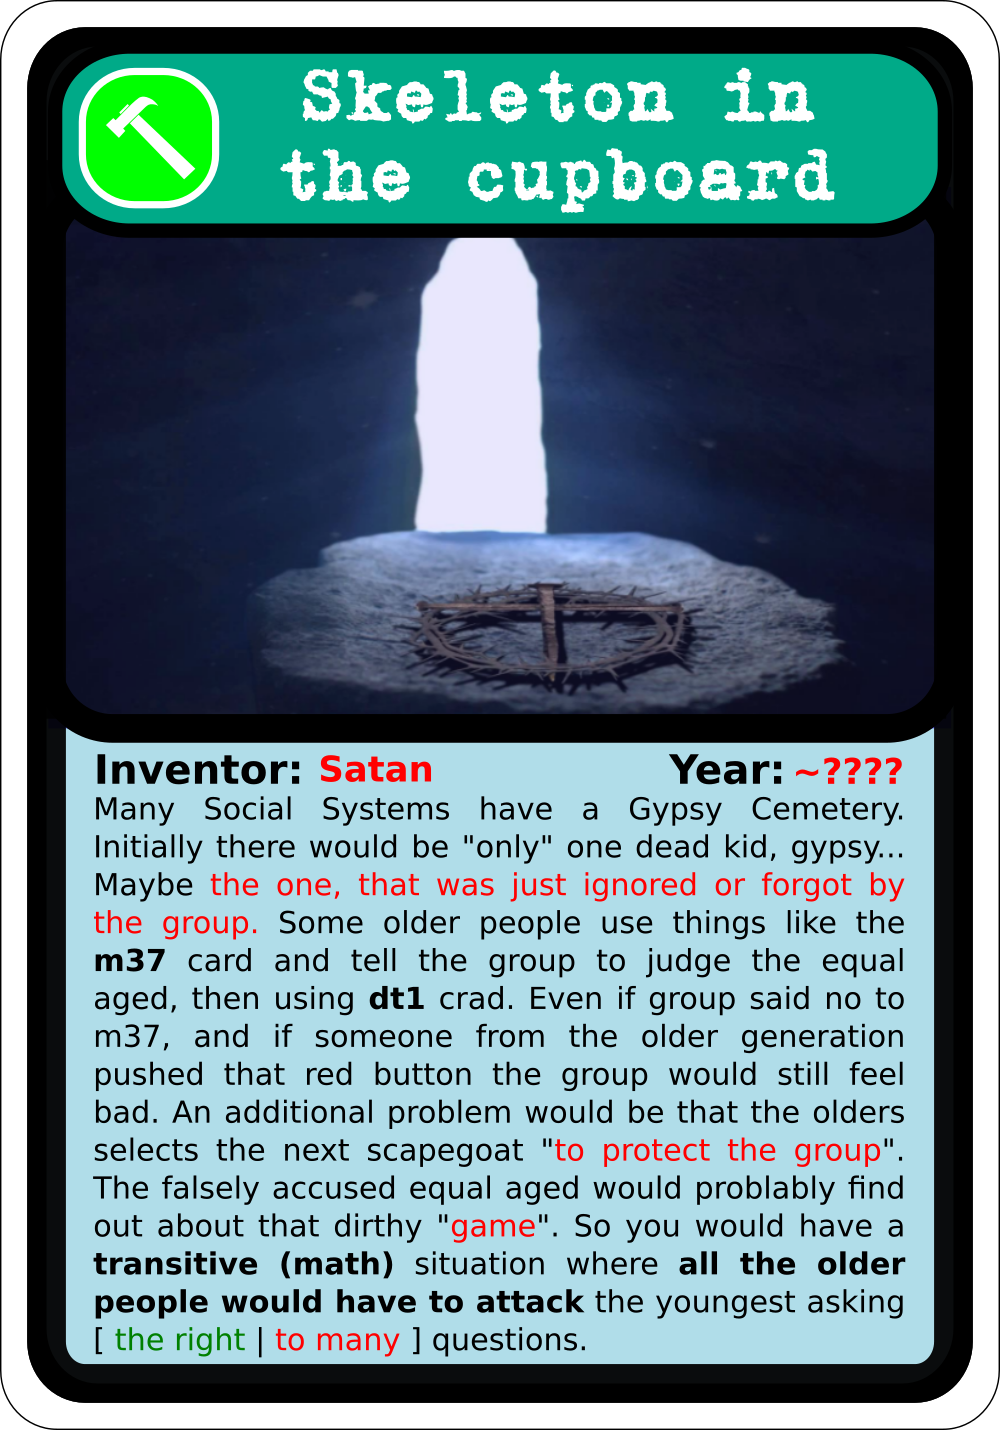 Skeleton in
the cupboard
Inventor: Satan Year: ~????
Many Social Systems have a Gypsy Cemetery.
Initially there would be "only" one dead kid, gypsy...
Maybe the one, that was just ignored or forgot by
the group. Some older people use things like the
m37 card and tell the group to judge the equal
aged, then using dt1 crad. Even if group said no to
m37, and if someone from the older generation
pushed that red button the group would still feel
bad. An additional problem would be that the olders
selects the next scapegoat "to protect the group".
The falsely accused equal aged would problably find
out about that dirthy "game". So you would have a
transitive (math) situation where all the older
people would have to attack the youngest asking
[ the right | to many ] questions.